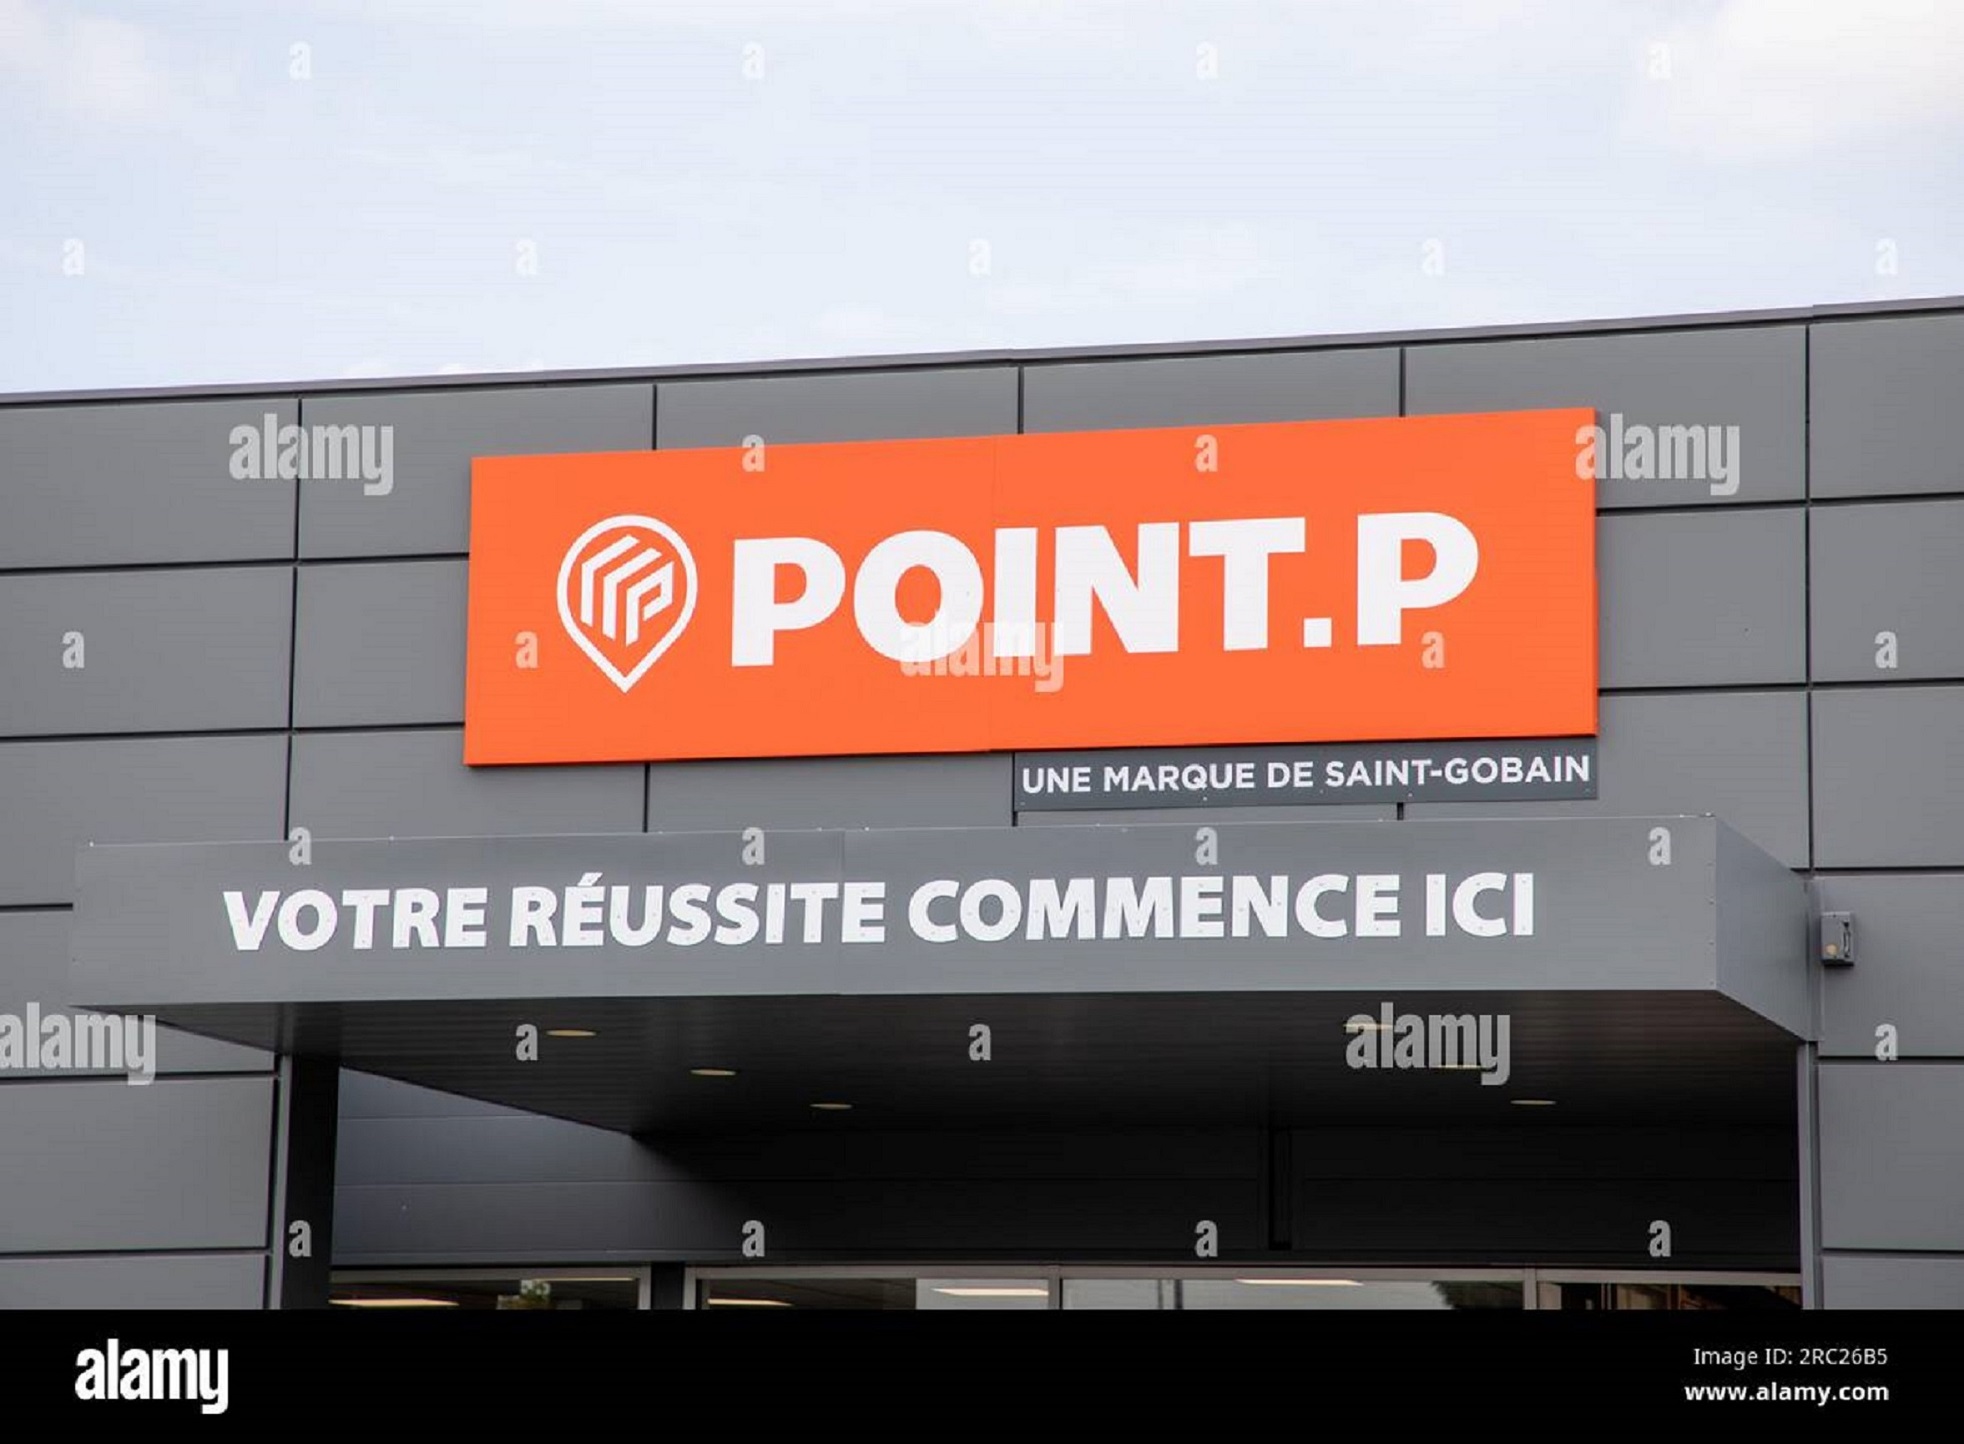 POINT.P
UNE MARQUE DE SAINT-GOBAIN
VOTRE RÉUSSITE COMMENCE ICI
alamy
Image ID: 2RC26B5
www.alamy.com